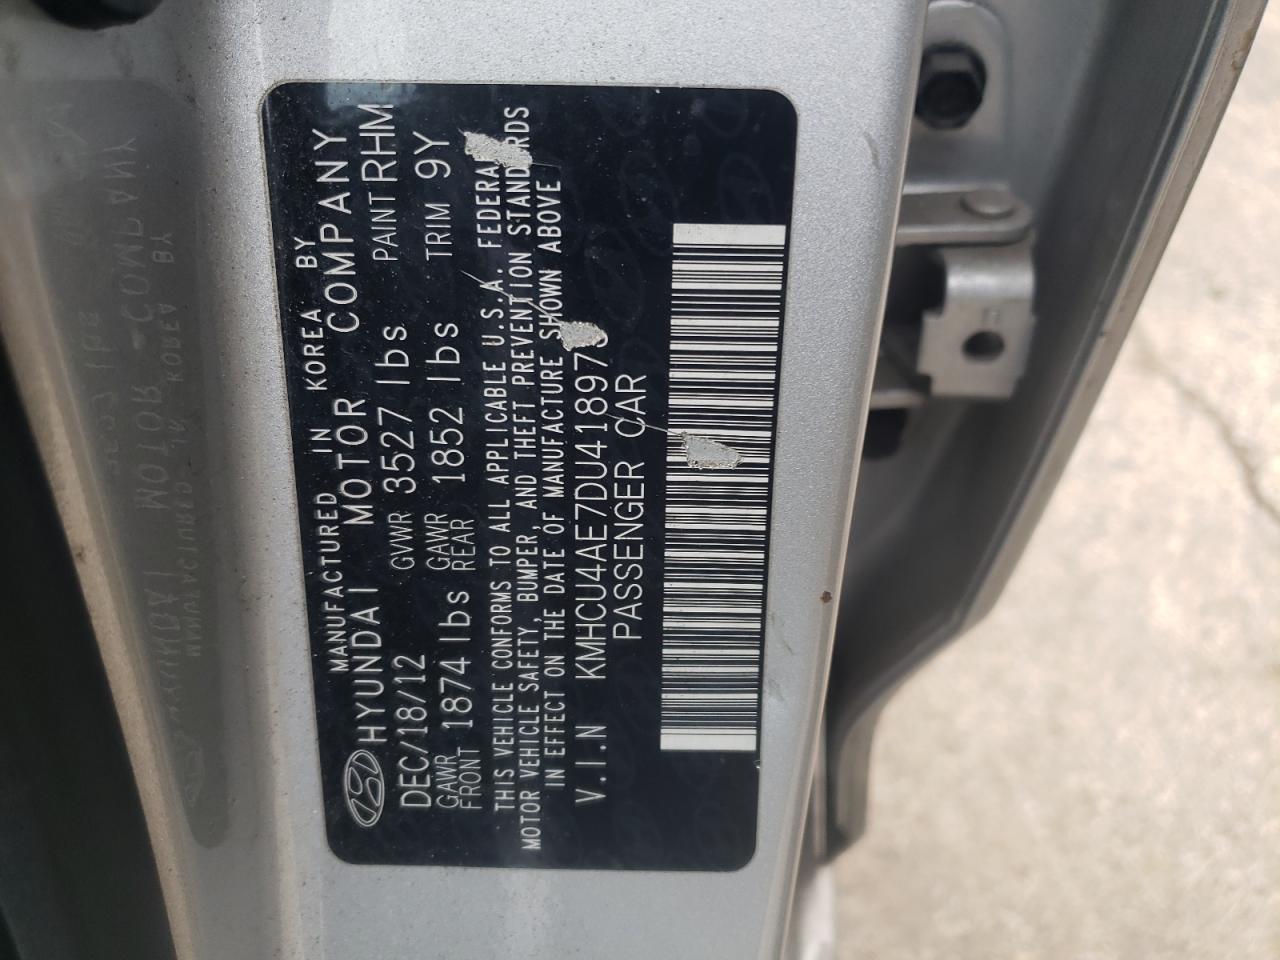 MANUFACTURED IN KOREA BY
HYUNDAI MOTOR COMPANY
DEC/18/12 GVWR 3527 lbs PAINT RHM
GAWR FRONT 1874 lbs GAWR REAR 1852 lbs TRIM 9Y
THIS VEHICLE CONFORMS TO ALL APPLICABLE U.S.A. FEDERAL
MOTOR VEHICLE SAFETY, BUMPER, AND THEFT PREVENTION STANDARDS
IN EFFECT ON THE DATE OF MANUFACTURE SHOWN ABOVE
V.I.N KMHCU4AE7DU41897
PASSENGER CAR